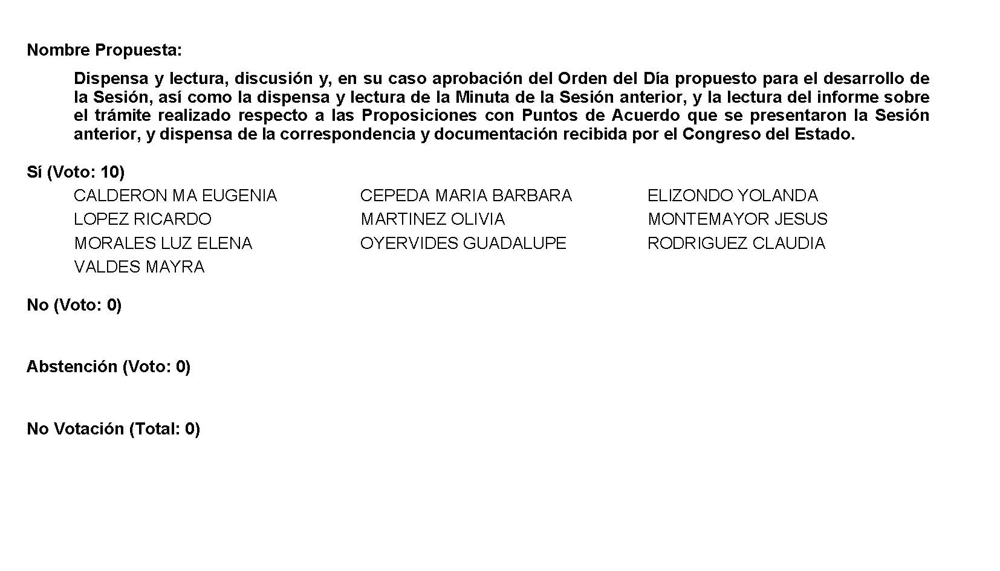 Nombre Propuesta:
Dispensa y lectura, discusión y, en su caso aprobación del Orden del Día propuesto para el desarrollo de
la Sesión, así como la dispensa y lectura de la Minuta de la Sesión anterior, y la lectura del informe sobre
el trámite realizado respecto a las Proposiciones con Puntos de Acuerdo que se presentaron la Sesión
anterior, y dispensa de la correspondencia y documentación recibida por el Congreso del Estado.
Sí (Voto: 10)
CALDERON MA EUGENIA CEPEDA MARIA BARBARA ELIZONDO YOLANDA
LOPEZ RICARDO MARTINEZ OLIVIA MONTEMAYOR JESUS
MORALES LUZ ELENA OYERVIDES GUADALUPE RODRIGUEZ CLAUDIA
VALDES MAYRA
No (Voto: 0)
Abstención (Voto: 0)
No Votación (Total: 0)